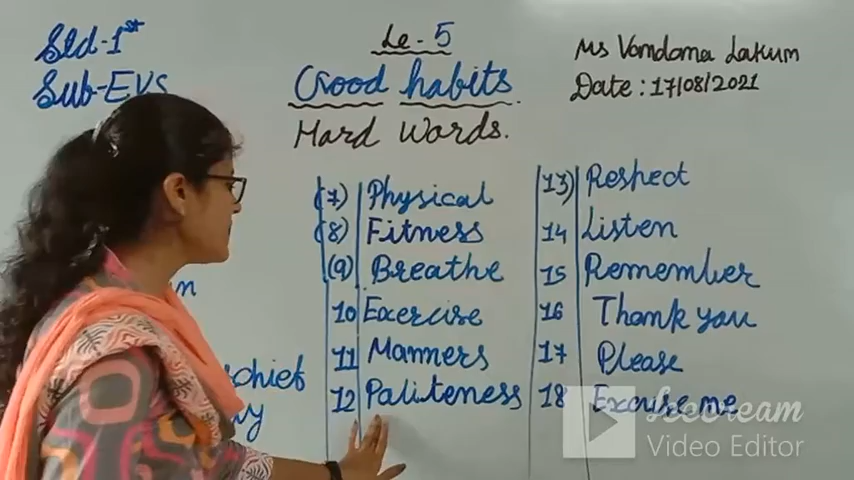 Std-1st
Sub-EVS
Le-5
Good habits
Hard Words.
Ms Vandana Lakum
Date: 17/08/2021
(7) Physical
(8) Fitness
(9) Breathe
10 Exercise
11 Manners
12 Paliteness
13) Respect
14 Listen
15 Remember
16 Thank you
17 Please
18 Excuse me
IceCream
Video Editor